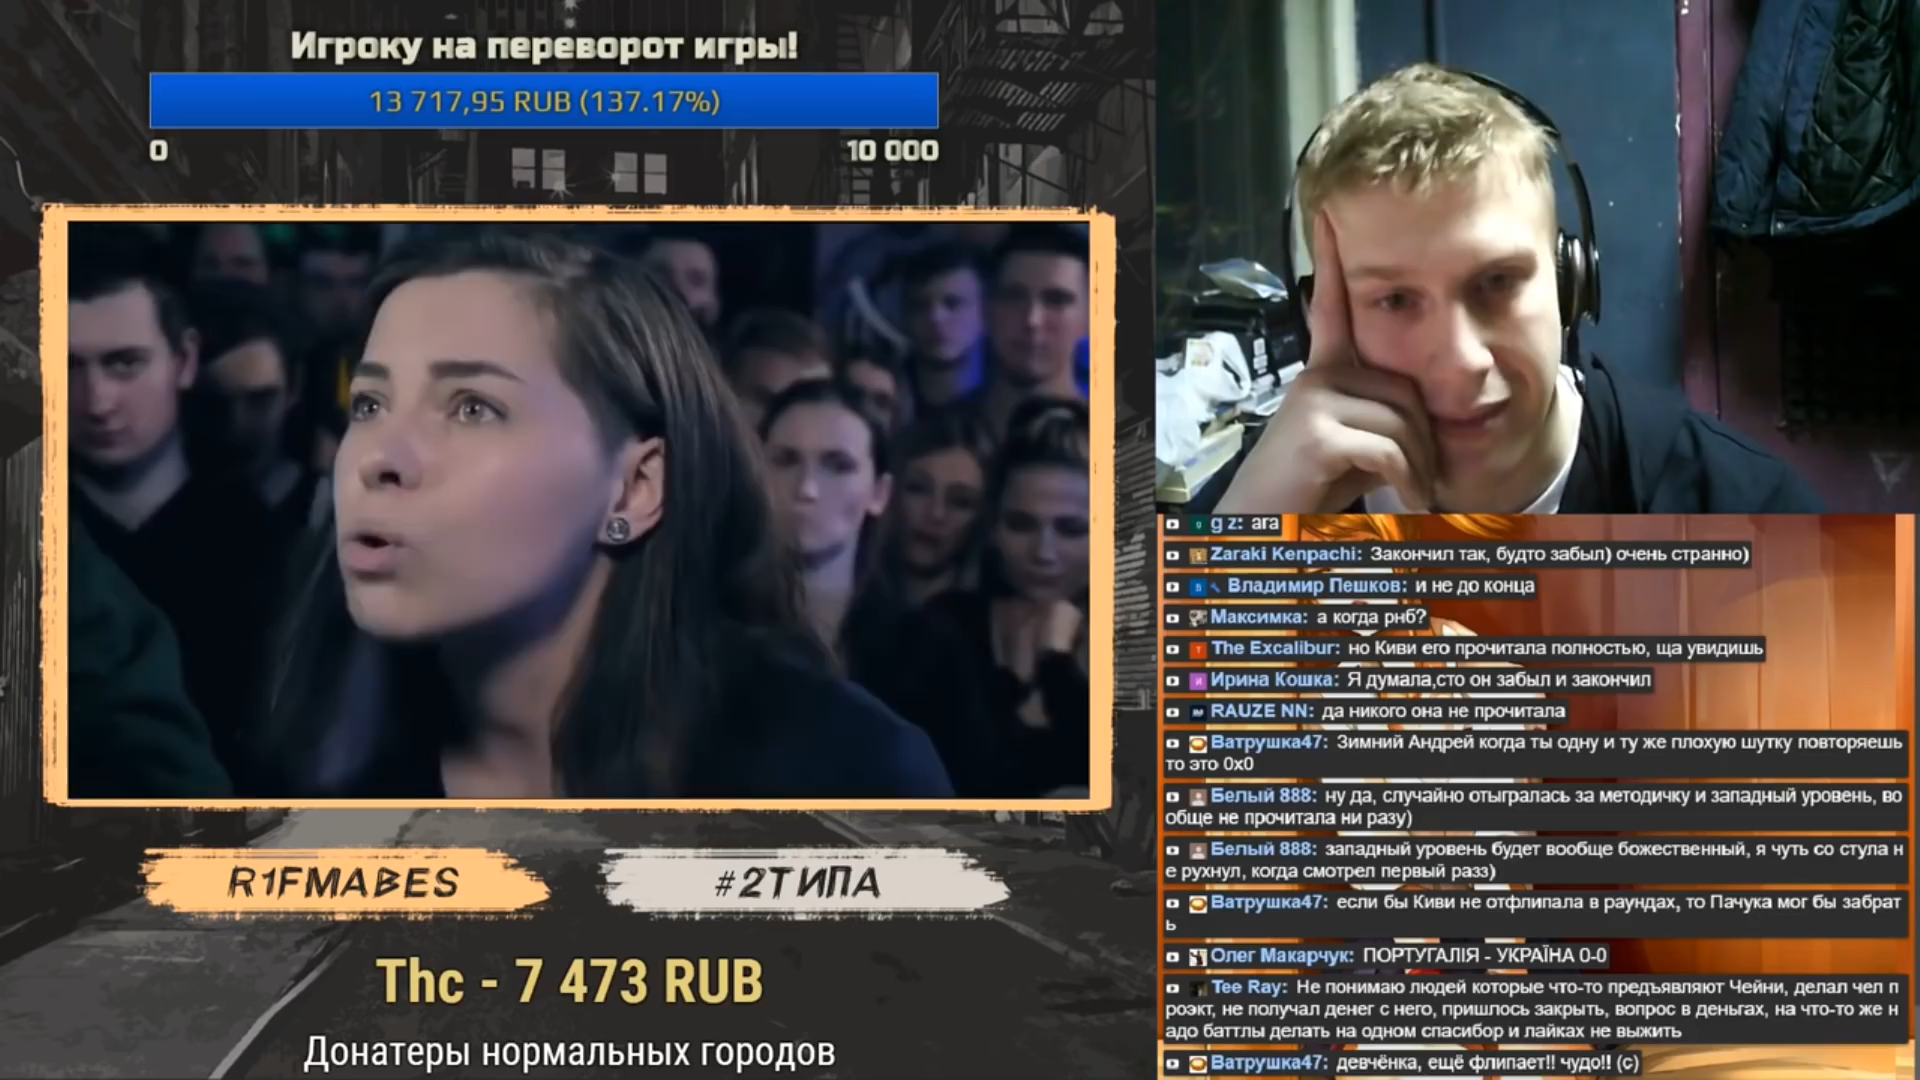 Игроку на переворот игры!
13 717,95 RUB (137.17%)
0
10 000
R1FMABES
#2ТИПА
Thc - 7 473 RUB
Донатеры нормальных городов
g z: ага
Zaraki Kenpachi: Закончил так, будто забыл) очень странно)
Владимир Пешков: и не до конца
Максимка: а когда рнб?
The Excalibur: но Киви его прочитала полностью, ща увидишь
Ирина Кошка: Я думала,сто он забыл и закончил
RAUZE NN: да никого она не прочитала
Ватрушка47: Зимний Андрей когда ты одну и ту же плохую шутку повторяешь
то это 0x0
Белый 888: ну да, случайно отыгралась за методичку и западный уровень, во
обще не прочитала ни разу)
Белый 888: западный уровень будет вообще божественный, я чуть со стула н
е рухнул, когда смотрел первый разз)
Ватрушка47: если бы Киви не отфлипала в раундах, то Пачука мог бы забрат
ь
Олег Макарчук: ПОРТУГАЛІЯ - УКРАЇНА 0-0
Tee Ray: Не понимаю людей которые что-то предъявляют Чейни, делал чел п
роэкт, не получал денег с него, пришлось закрыть, вопрос в деньгах, на что-то же н
адо баттлы делать на одном спасибор и лайках не выжить
Ватрушка47: девчёнка, ещё флипает!! чудо!! (с)